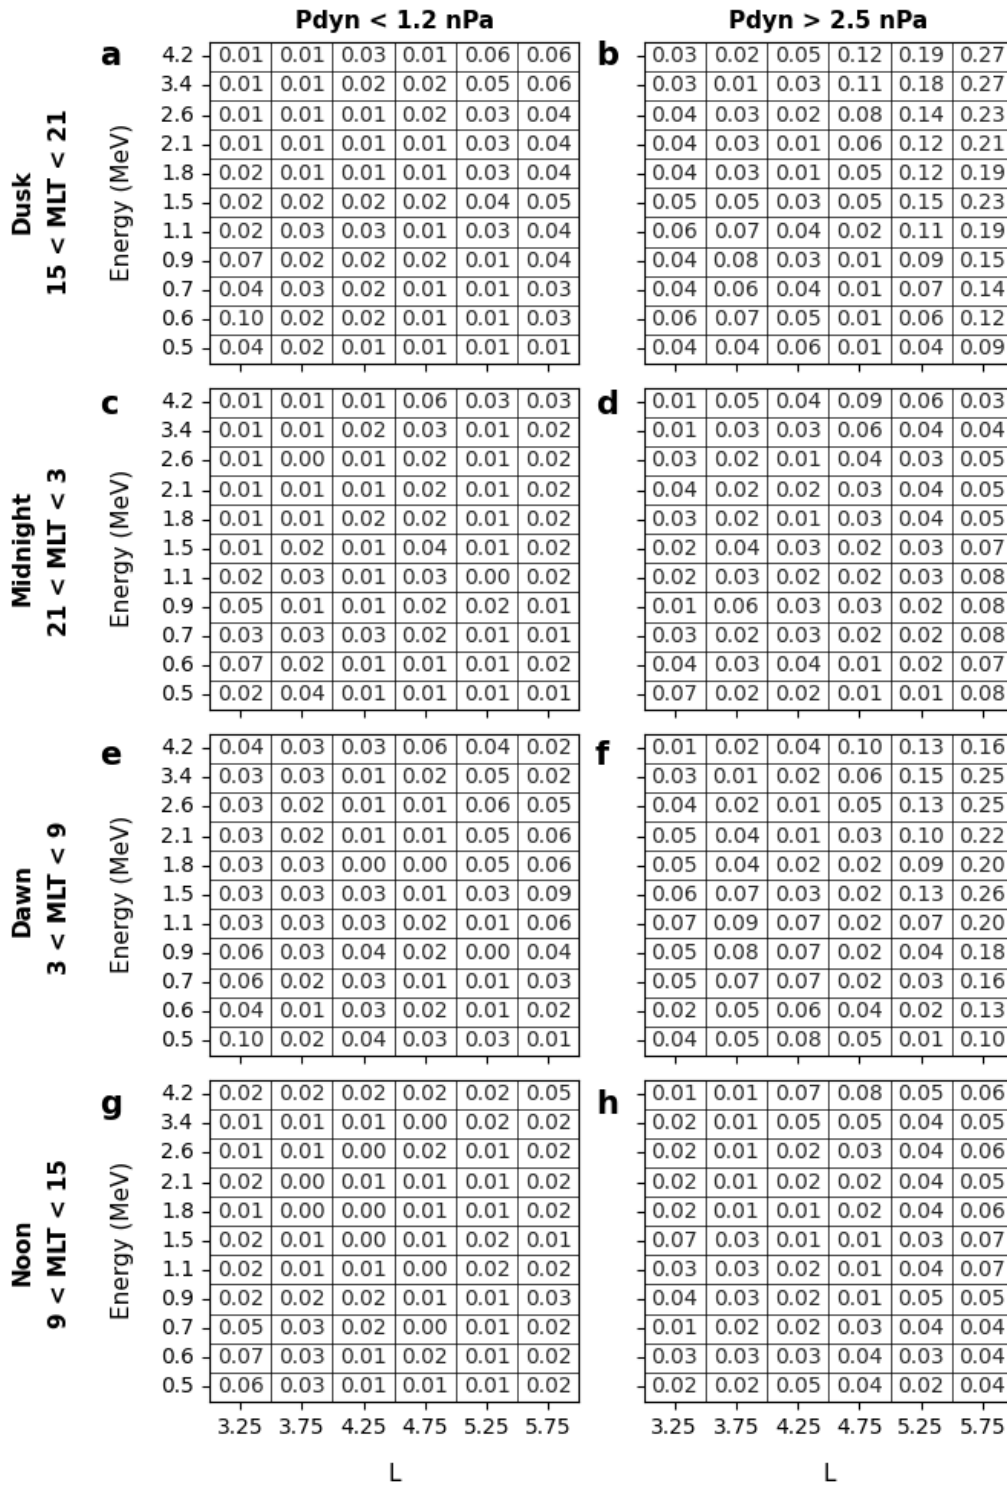 Pdyn < 1.2 nPa Pdyn > 2.5 nPa
Dusk
15 < MLT < 21
Energy (MeV)
a b
4.2 0.01 0.01 0.03 0.01 0.06 0.06 0.03 0.02 0.05 0.12 0.19 0.27
3.4 0.01 0.01 0.02 0.02 0.05 0.06 0.03 0.01 0.03 0.11 0.18 0.27
2.6 0.01 0.01 0.01 0.02 0.03 0.04 0.04 0.03 0.02 0.08 0.14 0.23
2.1 0.01 0.01 0.01 0.01 0.03 0.04 0.04 0.03 0.01 0.06 0.12 0.21
1.8 0.02 0.01 0.01 0.01 0.03 0.04 0.04 0.03 0.01 0.05 0.12 0.19
1.5 0.02 0.02 0.02 0.02 0.04 0.05 0.05 0.05 0.03 0.05 0.15 0.23
1.1 0.02 0.03 0.03 0.01 0.03 0.04 0.06 0.07 0.04 0.02 0.11 0.19
0.9 0.07 0.02 0.02 0.02 0.01 0.04 0.04 0.08 0.03 0.01 0.09 0.15
0.7 0.04 0.03 0.02 0.01 0.01 0.03 0.04 0.06 0.04 0.01 0.07 0.14
0.6 0.10 0.02 0.02 0.01 0.01 0.03 0.06 0.07 0.05 0.01 0.06 0.12
0.5 0.04 0.02 0.01 0.01 0.01 0.01 0.04 0.04 0.06 0.01 0.04 0.09
Midnight
21 < MLT < 3
Energy (MeV)
c d
4.2 0.01 0.01 0.01 0.06 0.03 0.03 0.01 0.05 0.04 0.09 0.06 0.03
3.4 0.01 0.01 0.02 0.03 0.01 0.02 0.01 0.03 0.03 0.06 0.04 0.04
2.6 0.01 0.00 0.01 0.02 0.01 0.02 0.03 0.02 0.01 0.04 0.03 0.05
2.1 0.01 0.01 0.01 0.02 0.01 0.02 0.04 0.02 0.02 0.03 0.04 0.05
1.8 0.01 0.01 0.02 0.02 0.01 0.02 0.03 0.02 0.01 0.03 0.04 0.05
1.5 0.01 0.02 0.01 0.04 0.01 0.02 0.02 0.04 0.03 0.02 0.03 0.07
1.1 0.02 0.03 0.01 0.03 0.00 0.02 0.02 0.03 0.02 0.02 0.03 0.08
0.9 0.05 0.01 0.01 0.02 0.02 0.01 0.01 0.06 0.03 0.03 0.02 0.08
0.7 0.03 0.03 0.03 0.02 0.01 0.01 0.03 0.02 0.03 0.02 0.02 0.08
0.6 0.07 0.02 0.01 0.01 0.01 0.02 0.04 0.03 0.04 0.01 0.02 0.07
0.5 0.02 0.04 0.01 0.01 0.01 0.01 0.07 0.02 0.02 0.01 0.01 0.08
Dawn
3 < MLT < 9
Energy (MeV)
e f
4.2 0.04 0.03 0.03 0.06 0.04 0.02 0.01 0.02 0.04 0.10 0.13 0.16
3.4 0.03 0.03 0.01 0.02 0.05 0.02 0.03 0.01 0.02 0.06 0.15 0.25
2.6 0.03 0.02 0.01 0.01 0.06 0.05 0.04 0.02 0.01 0.05 0.13 0.25
2.1 0.03 0.02 0.01 0.01 0.05 0.06 0.05 0.04 0.01 0.03 0.10 0.22
1.8 0.03 0.03 0.00 0.00 0.05 0.06 0.05 0.04 0.02 0.02 0.09 0.20
1.5 0.03 0.03 0.03 0.01 0.03 0.09 0.06 0.07 0.03 0.02 0.13 0.26
1.1 0.03 0.03 0.03 0.02 0.01 0.06 0.07 0.09 0.07 0.02 0.07 0.20
0.9 0.06 0.03 0.04 0.02 0.00 0.04 0.05 0.08 0.07 0.02 0.04 0.18
0.7 0.06 0.02 0.03 0.01 0.01 0.03 0.05 0.07 0.07 0.02 0.03 0.16
0.6 0.04 0.01 0.03 0.02 0.01 0.02 0.02 0.05 0.06 0.04 0.02 0.13
0.5 0.10 0.02 0.04 0.03 0.03 0.01 0.04 0.05 0.08 0.05 0.01 0.10
Noon
9 < MLT < 15
Energy (MeV)
g h
4.2 0.02 0.02 0.02 0.02 0.02 0.05 0.01 0.01 0.07 0.08 0.05 0.06
3.4 0.01 0.01 0.01 0.00 0.02 0.02 0.02 0.01 0.05 0.05 0.04 0.05
2.6 0.01 0.01 0.00 0.01 0.01 0.02 0.02 0.01 0.02 0.03 0.04 0.06
2.1 0.02 0.00 0.01 0.01 0.01 0.02 0.02 0.01 0.02 0.02 0.04 0.05
1.8 0.01 0.00 0.00 0.01 0.01 0.02 0.02 0.01 0.01 0.02 0.04 0.06
1.5 0.02 0.01 0.00 0.01 0.02 0.01 0.07 0.03 0.01 0.01 0.03 0.07
1.1 0.02 0.01 0.01 0.00 0.02 0.02 0.03 0.03 0.02 0.01 0.04 0.07
0.9 0.02 0.02 0.02 0.01 0.01 0.03 0.04 0.03 0.02 0.01 0.05 0.05
0.7 0.05 0.03 0.02 0.00 0.01 0.02 0.01 0.02 0.02 0.03 0.04 0.04
0.6 0.07 0.03 0.01 0.02 0.01 0.02 0.03 0.03 0.03 0.04 0.03 0.04
0.5 0.06 0.03 0.01 0.01 0.01 0.02 0.02 0.02 0.05 0.04 0.02 0.04
3.25 3.75 4.25 4.75 5.25 5.75 3.25 3.75 4.25 4.75 5.25 5.75
L L